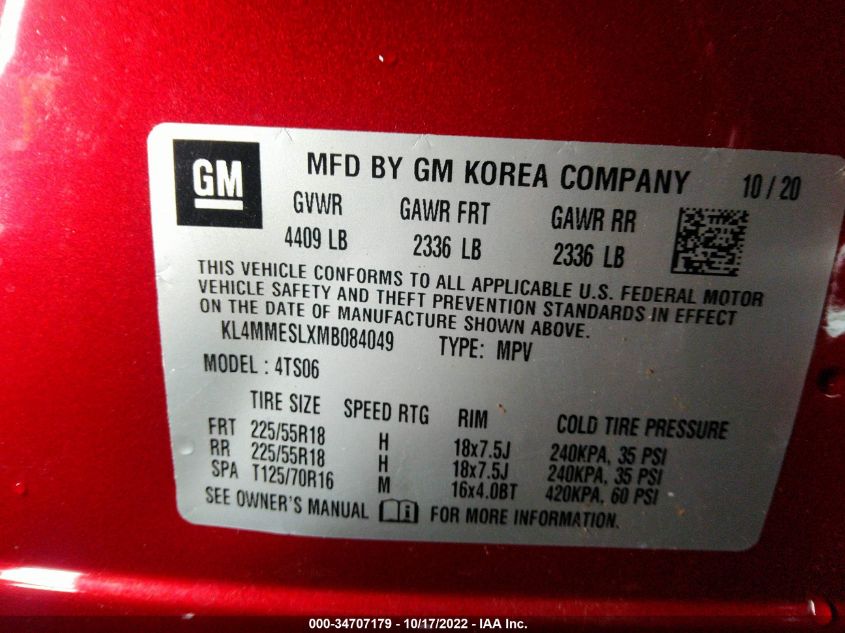 GM
MFD BY GM KOREA COMPANY 10 / 20
GVWR GAWR FRT GAWR RR
4409 LB 2336 LB 2336 LB
THIS VEHICLE CONFORMS TO ALL APPLICABLE U.S. FEDERAL MOTOR
VEHICLE SAFETY AND THEFT PREVENTION STANDARDS IN EFFECT
ON THE DATE OF MANUFACTURE SHOWN ABOVE.
KL4MMESLXMB084049 TYPE: MPV
MODEL : 4TS06
TIRE SIZE SPEED RTG RIM COLD TIRE PRESSURE
FRT 225/55R18 H 18x7.5J 240KPA, 35 PSI
RR 225/55R18 H 18x7.5J 240KPA, 35 PSI
SPA T125/70R16 M 16x4.0BT 420KPA, 60 PSI
SEE OWNER'S MANUAL FOR MORE INFORMATION.
000-34707179 - 10/17/2022 - IAA Inc.